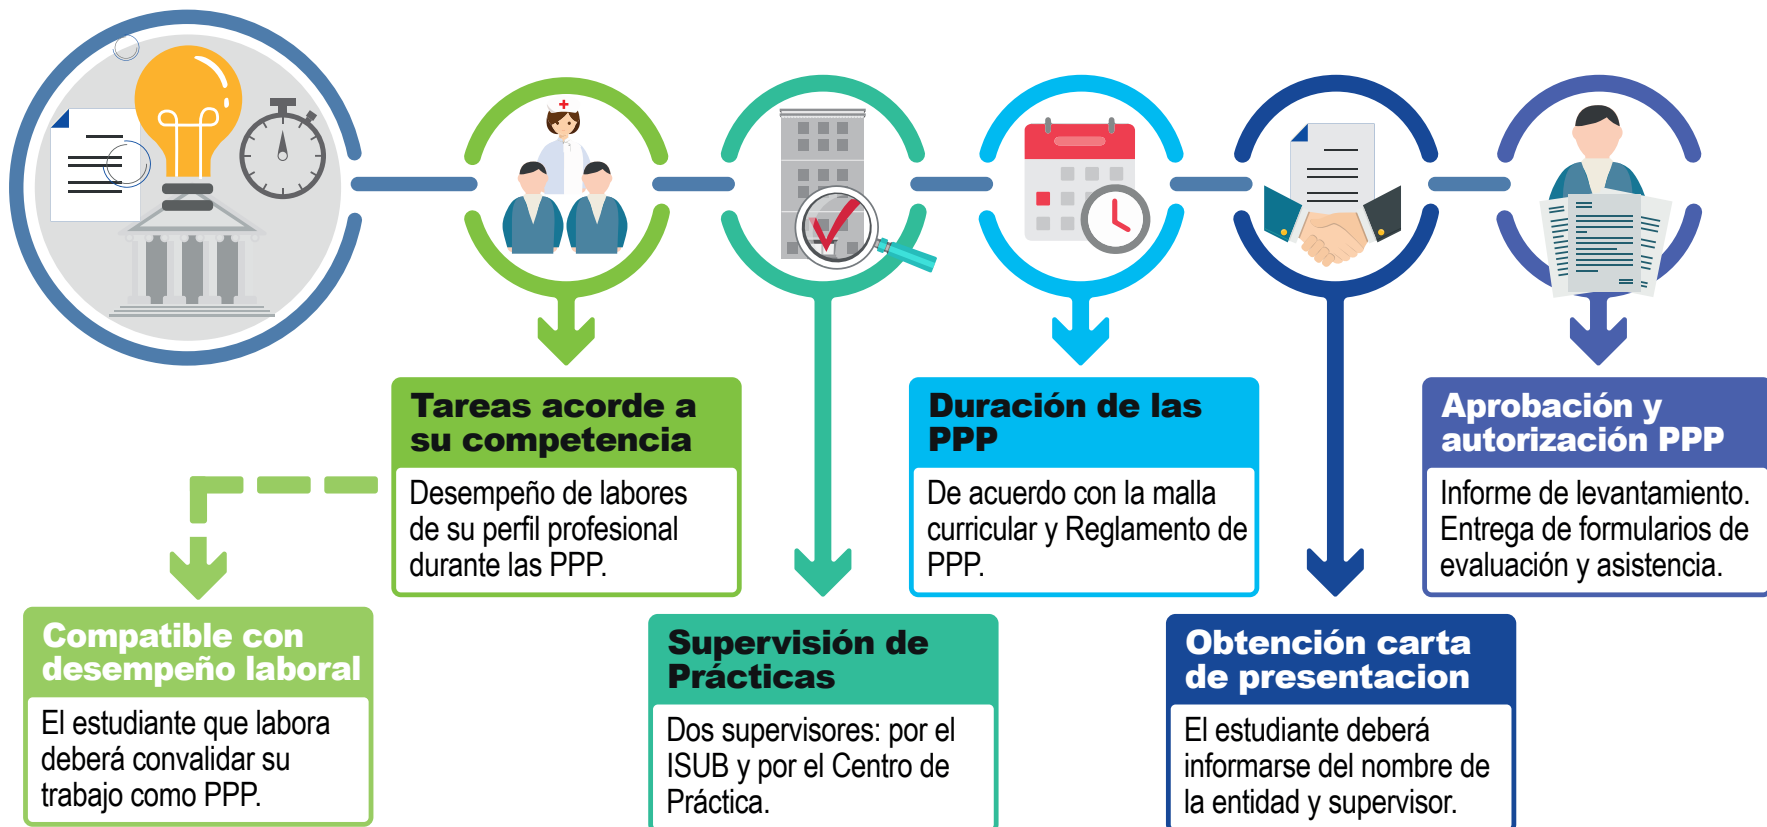 Tareas acorde a
su competencia
Desempeño de labores
de su perfil profesional
durante las PPP.
Compatible con
desempeño laboral
El estudiante que labora
deberá convalidar su
trabajo como PPP.
Supervisión de
Prácticas
Dos supervisores: por el
ISUB y por el Centro de
Práctica.
Duración de las
PPP
De acuerdo con la malla
curricular y Reglamento de
PPP.
Obtención carta
de presentacion
El estudiante deberá
informarse del nombre de
la entidad y supervisor.
Aprobación y
autorización PPP
Informe de levantamiento.
Entrega de formularios de
evaluación y asistencia.